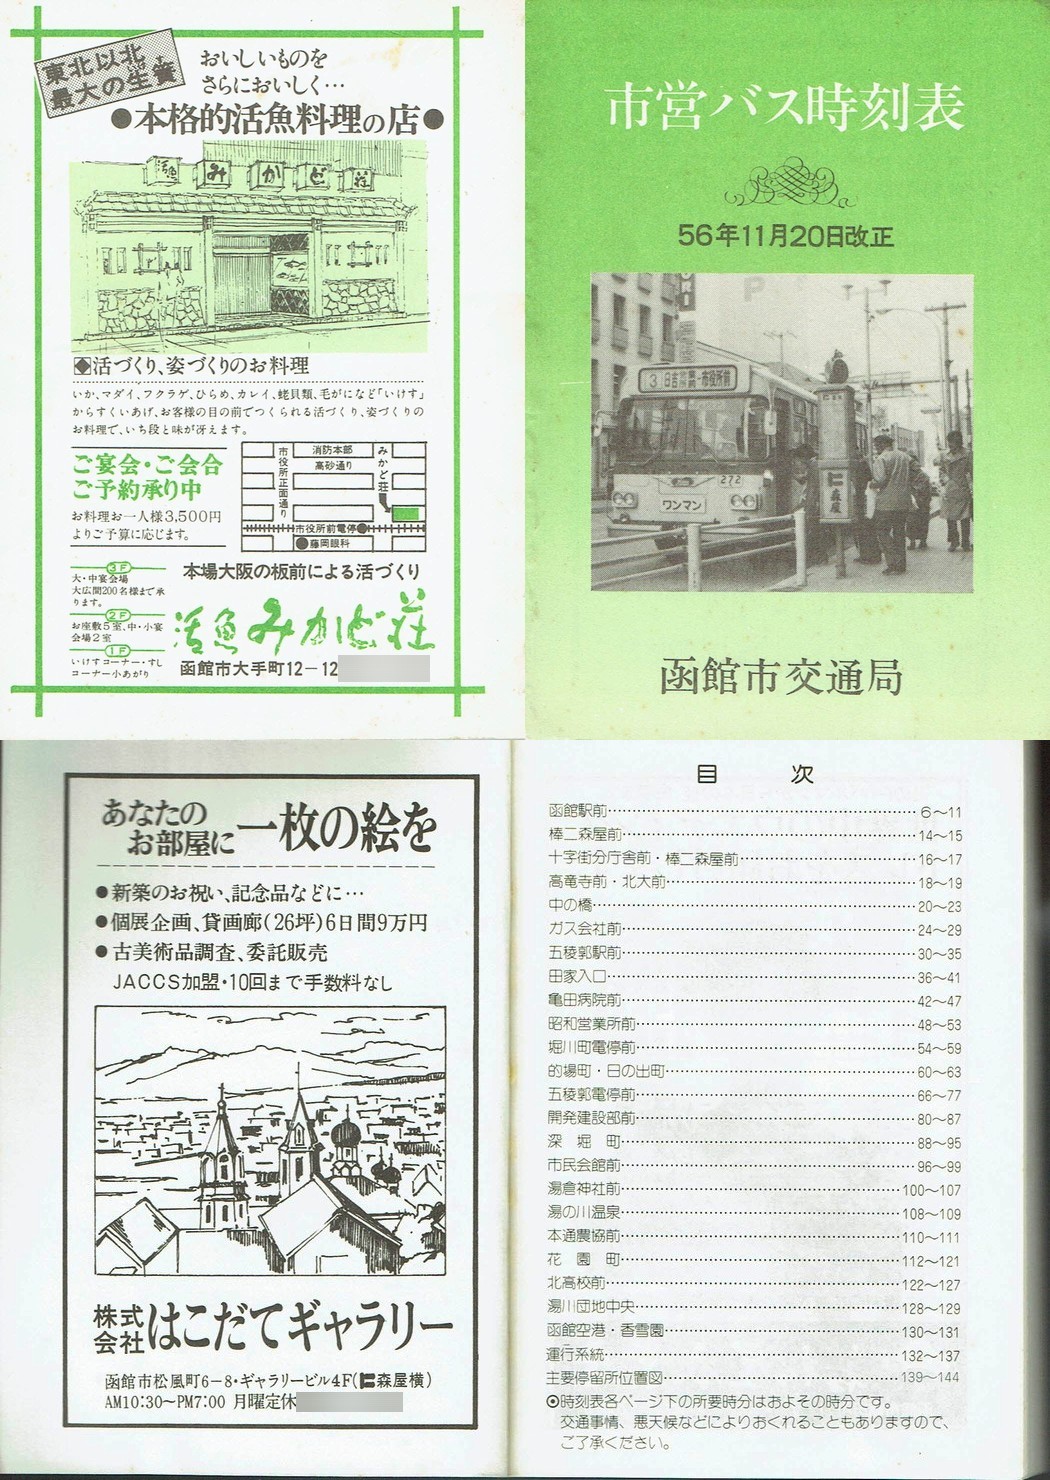 東北以北
最大の生簀
おいしいものを
さらにおいしく…
●本格的活魚料理の店●
活魚 みかど荘
活づくり、姿づくりのお料理
いか、マダイ、フクラゲ、ひらめ、カレイ、蛯貝類、毛がになど「いけす」
からすくいあげ、お客様の目の前でつくられる活づくり、姿づくりの
お料理で、いち段と味が冴えます。
ご宴会・ご会合
ご予約承り中
お料理お一人様3,500円
よりご予算に応じます。
消防本部
高砂通り
市役所正面通り
みかど荘
市役所前電停
藤岡眼科
3F
大・中宴会場
大広間200名様まで承
ります。
2F
お座敷5室、中・小宴
会場2室
1F
いけすコーナー・すし
コーナー小あがり
本場大阪の板前による活づくり
活魚みかど荘
函館市大手町12−12
市営バス時刻表
56年11月20日改正
3 日吉 市役所前
272
ワンマン
森屋
函館市交通局
あなたの
お部屋に一枚の絵を
●新築のお祝い、記念品などに…
●個展企画、貸画廊(26坪)6日間9万円
●古美術品調査、委託販売
JACCS加盟・10回まで手数料なし
株式会社はこだてギャラリー
函館市松風町6−8・ギャラリービル4F(森屋横)
AM10:30〜PM7:00 月曜定休
目 次
函館駅前……6〜11
棒二森屋前……14〜15
十字街分庁舎前・棒二森屋前……16〜17
高竜寺前・北大前……18〜19
中の橋……20〜23
ガス会社前……24〜29
五稜郭駅前……30〜35
田家入口……36〜41
亀田病院前……42〜47
昭和営業所前……48〜53
堀川町電停前……54〜59
的場町・日の出町……60〜63
五稜郭電停前……66〜77
開発建設部前……80〜87
深堀町……88〜95
市民会館前……96〜99
湯倉神社前……100〜107
湯の川温泉……108〜109
本通農協前……110〜111
花園町……112〜121
北高校前……122〜127
湯川団地中央……128〜129
函館空港・香雪園……130〜131
運行系統……132〜137
主要停留所位置図……139〜144
⦿時刻表各ページ下の所要時分はおよその時分です。
交通事情、悪天候などによりおくれることもありますので、
ご了承ください。